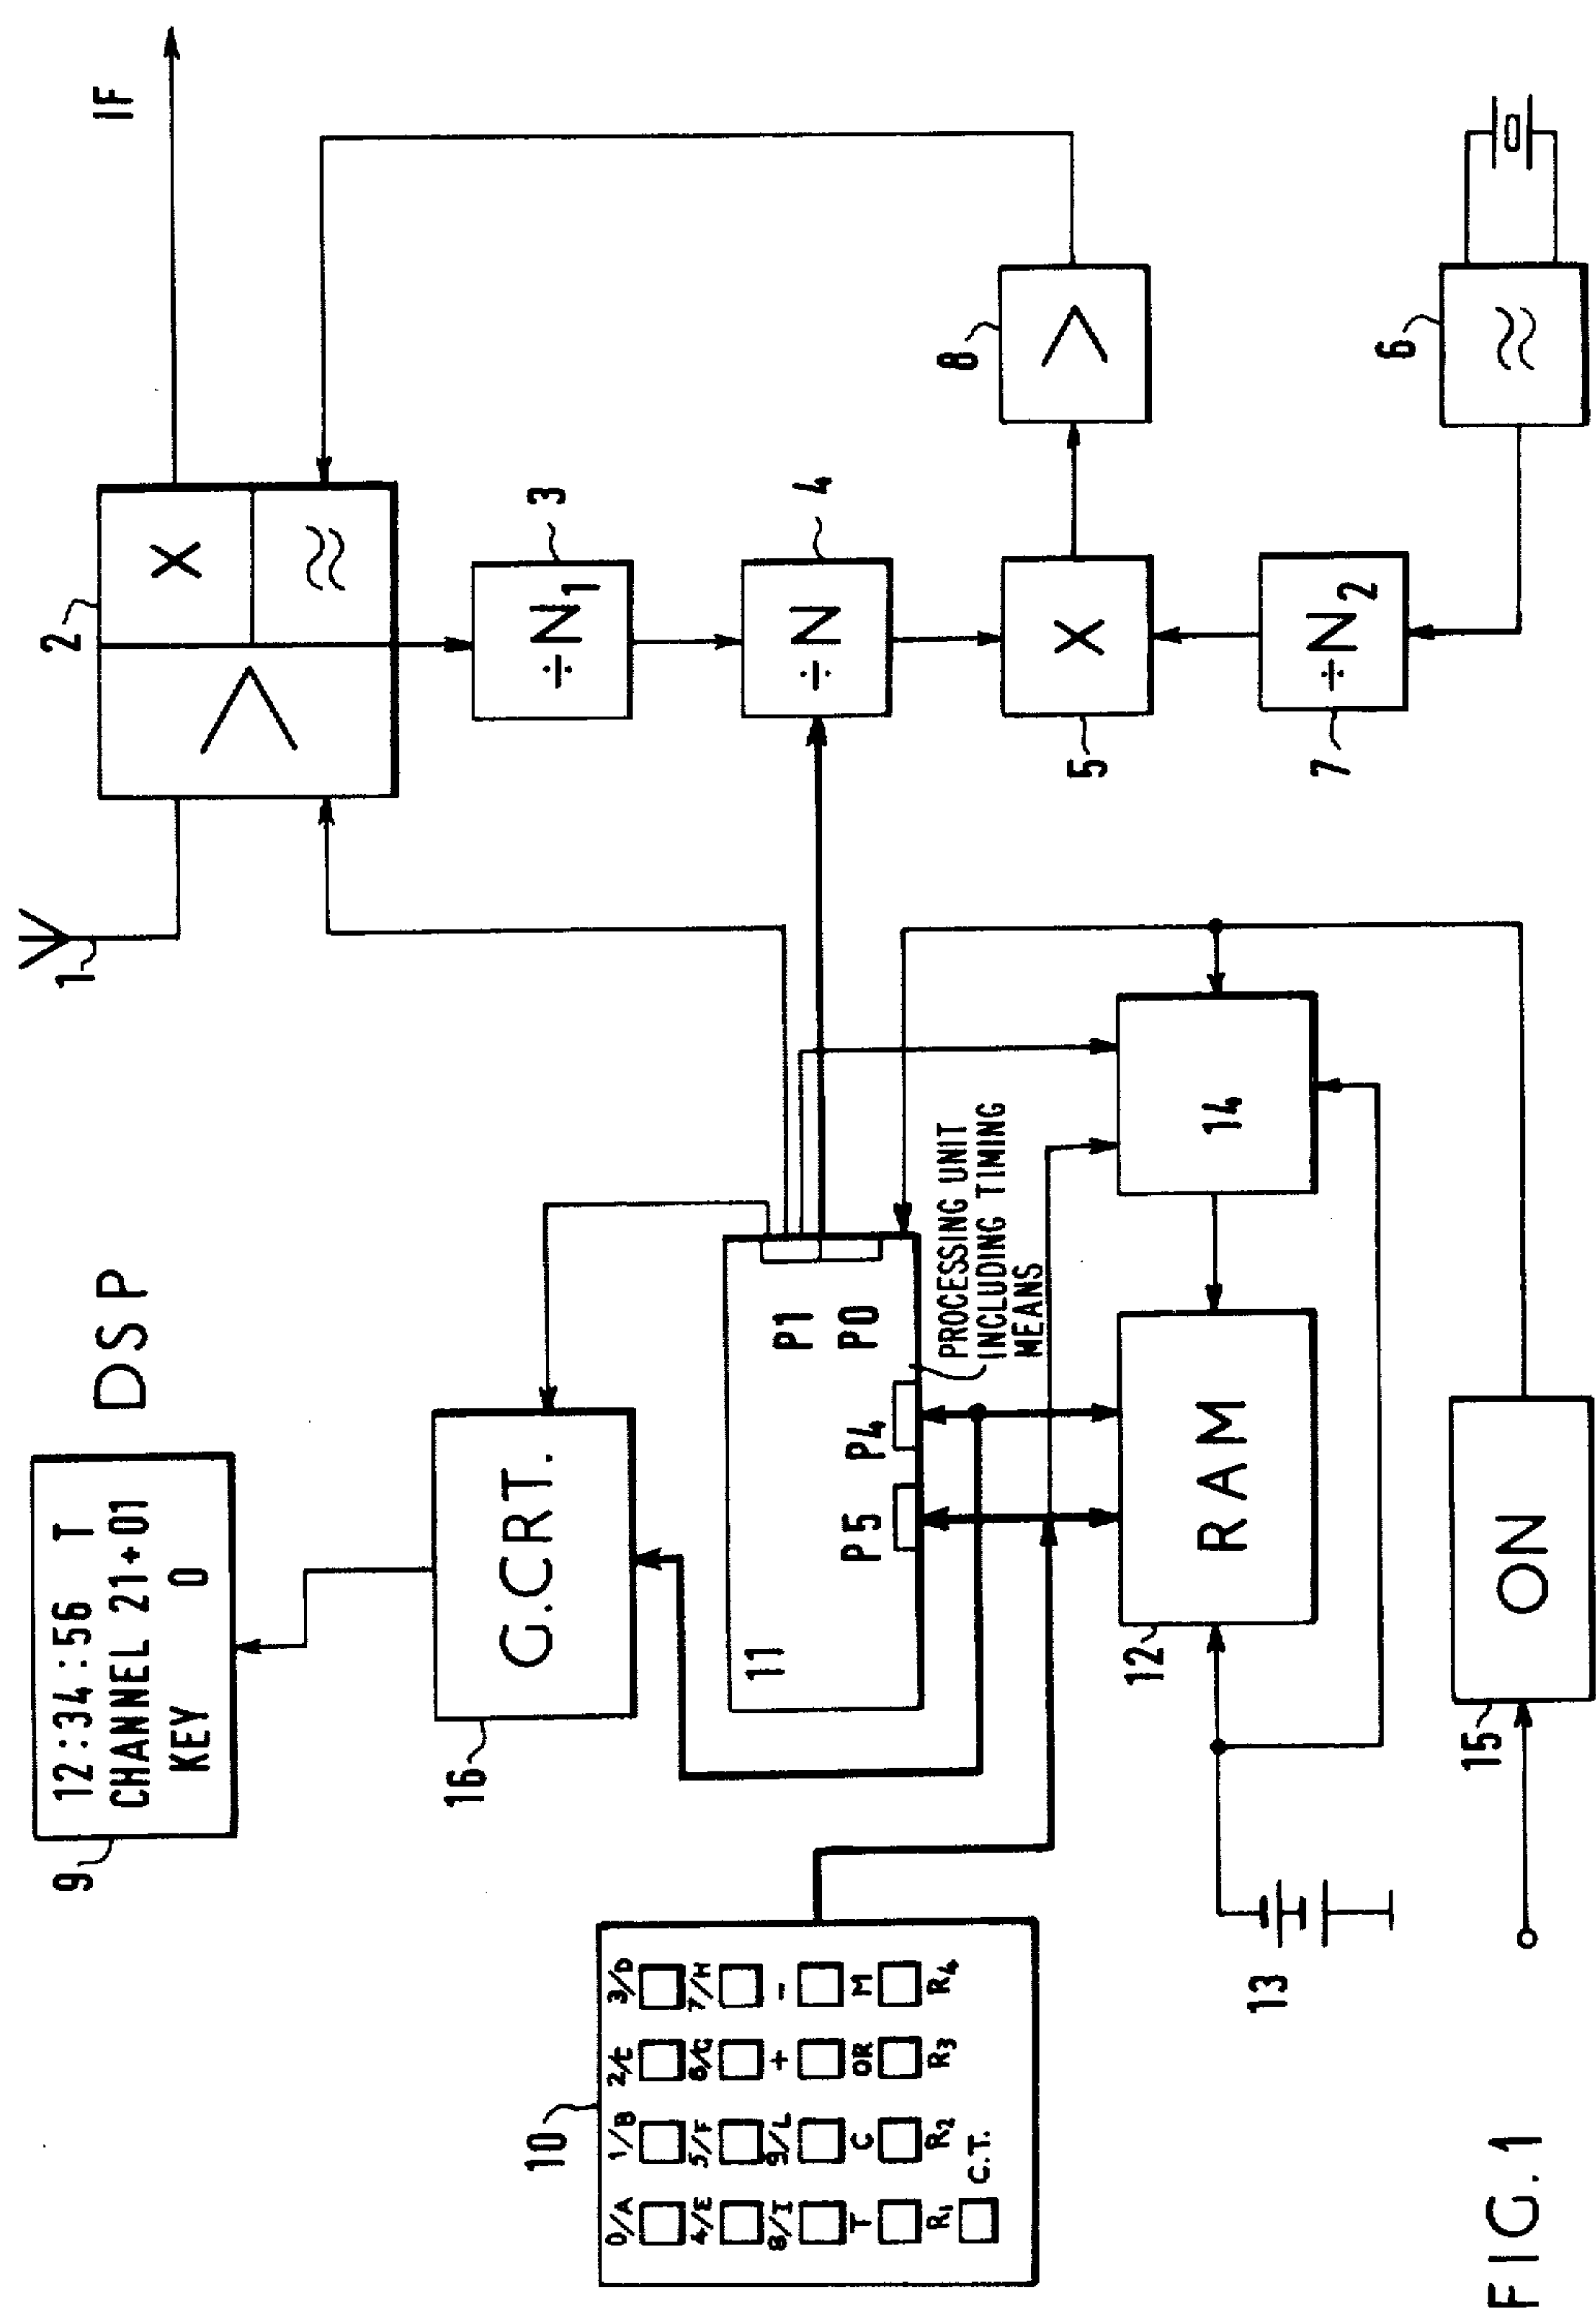 DSP
9
12:34:56 T
CHANNEL 21+01
KEY 0
16
G.CRT.
1
2
X
≈
IF
÷N1
3
÷N
4
X
5
>
8
÷N2
7
≈
6
10
0/A 1/B 2/C 3/D
4/E 5/F 6/G 7/H
8/I 9/L + -
T C OR M
R1 R2 R3 R4
C.T.
11
P1
P0
P5 P4
PROCESSING UNIT
INCLUDING TIMING
MEANS
12
RAM
14
13
15
ON
FIG. 1